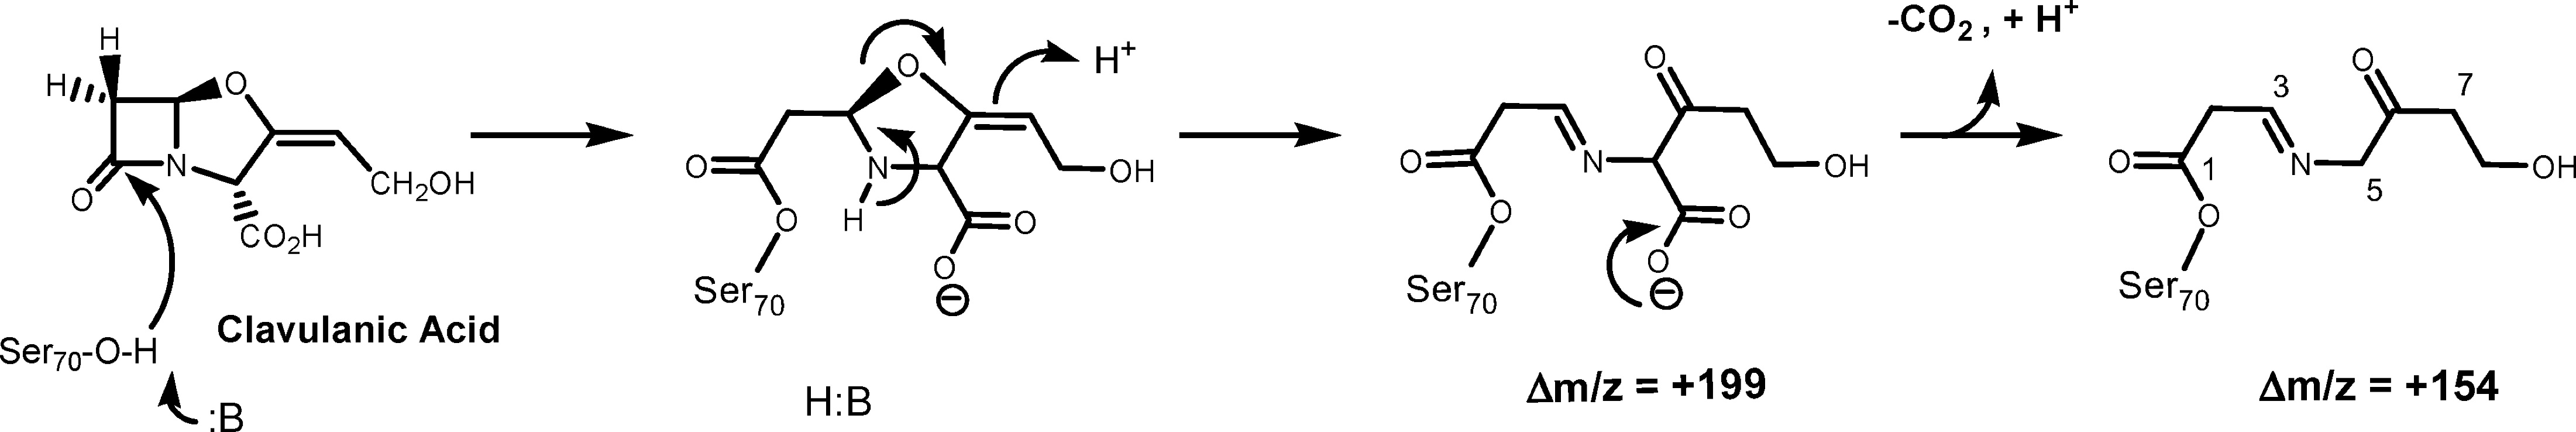 H
H
O
N
O
CH₂OH
CO₂H
Ser₇₀-O-H
:B
Clavulanic Acid
O
H⁺
O
O
N
H
OH
O
O
⊖
Ser₇₀
H:B
O
O
N
OH
O
O
O
⊖
Ser₇₀
Δm/z = +199
-CO₂ , + H⁺
O
3
7
O
1
N
5
OH
O
Ser₇₀
Δm/z = +154